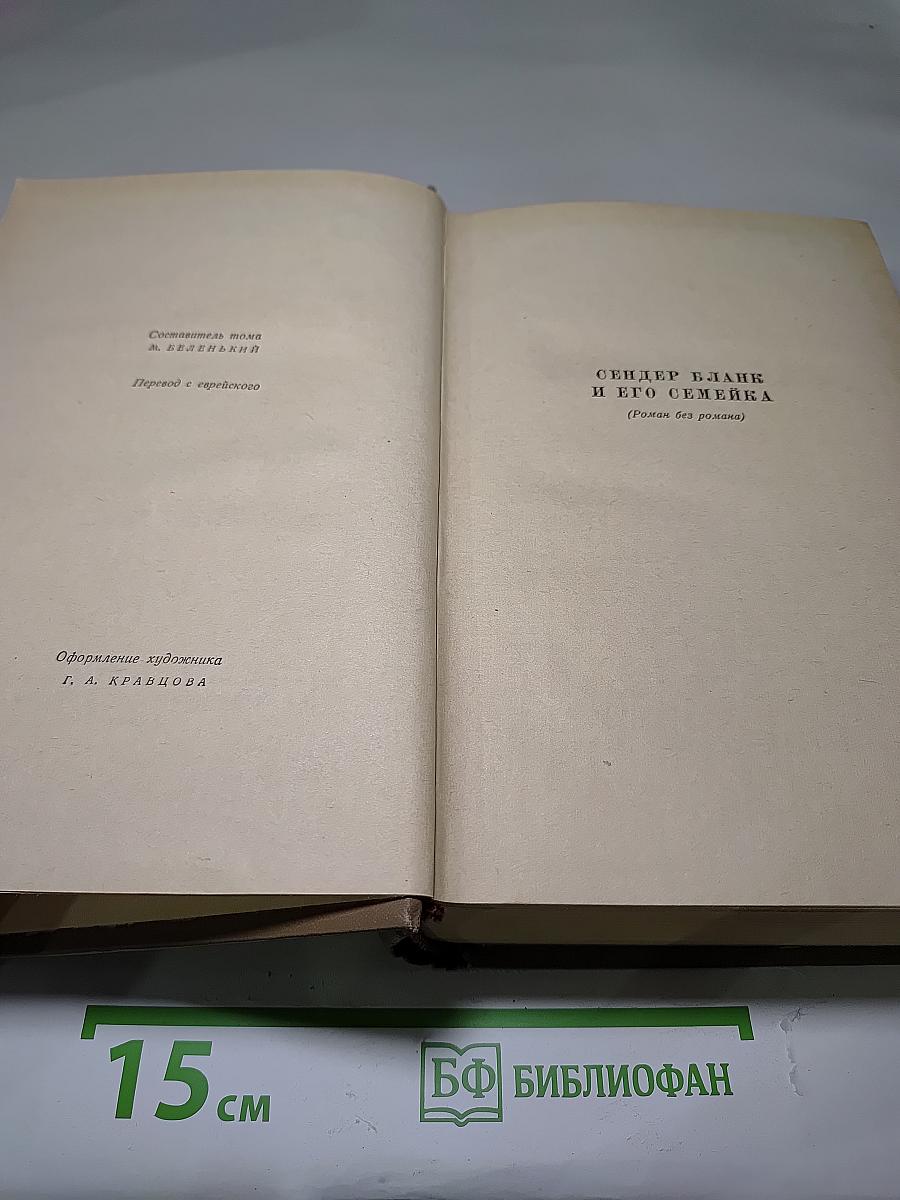 Составитель тома
М. БЕЛЕНЬКИЙ
Перевод с еврейского
Оформление художника
Г. А. КРАВЦОВА
СЕНДЕР БЛАНК
И ЕГО СЕМЕЙКА
(Роман без романа)
15 см
БФ БИБЛИОФАН